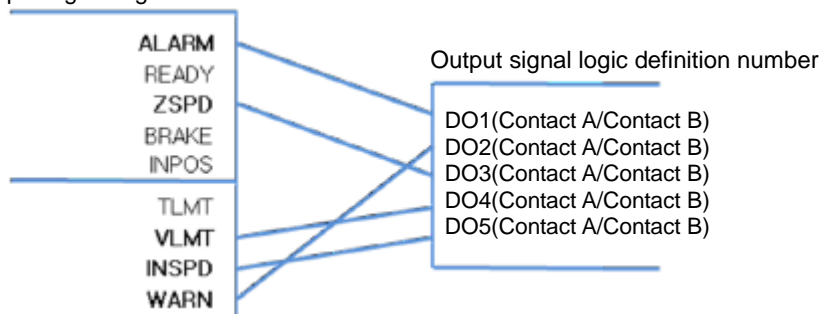 ALARM
READY
ZSPD
BRAKE
INPOS
TLMT
VLMT
INSPD
WARN
Output signal logic definition number
DO1(Contact A/Contact B)
DO2(Contact A/Contact B)
DO3(Contact A/Contact B)
DO4(Contact A/Contact B)
DO5(Contact A/Contact B)